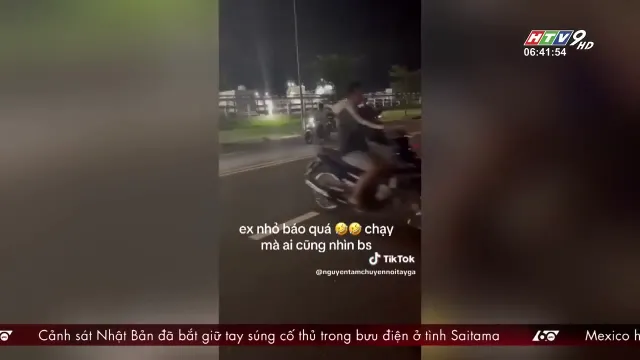 HTV9 HD
06:41:54
ex nhỏ báo quá 🤣🤣 chạy
mà ai cũng nhìn bs
TikTok
@nguyentamchuyennoitayga
Cảnh sát Nhật Bản đã bắt giữ tay súng cố thủ trong bưu điện ở tỉnh Saitama
60
Mexico h